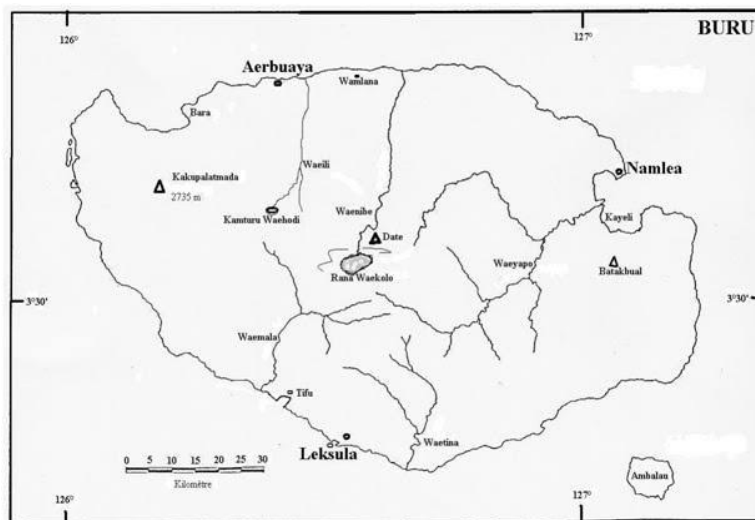 126°
127°
BURU
Aerbuaya
Wamlana
Bara
Waeili
Namlea
Kakupalatmada
2735 m
Waenibe
Kamturu Waehodi
Kayeli
Date
Waeyapo
Batakbual
Rana Waekolo
3°30'
3°30'
Waemala
Tifu
Leksula
Waetina
0 5 10 15 20 25 30
Kilomètre
Ambalau
126°
127°